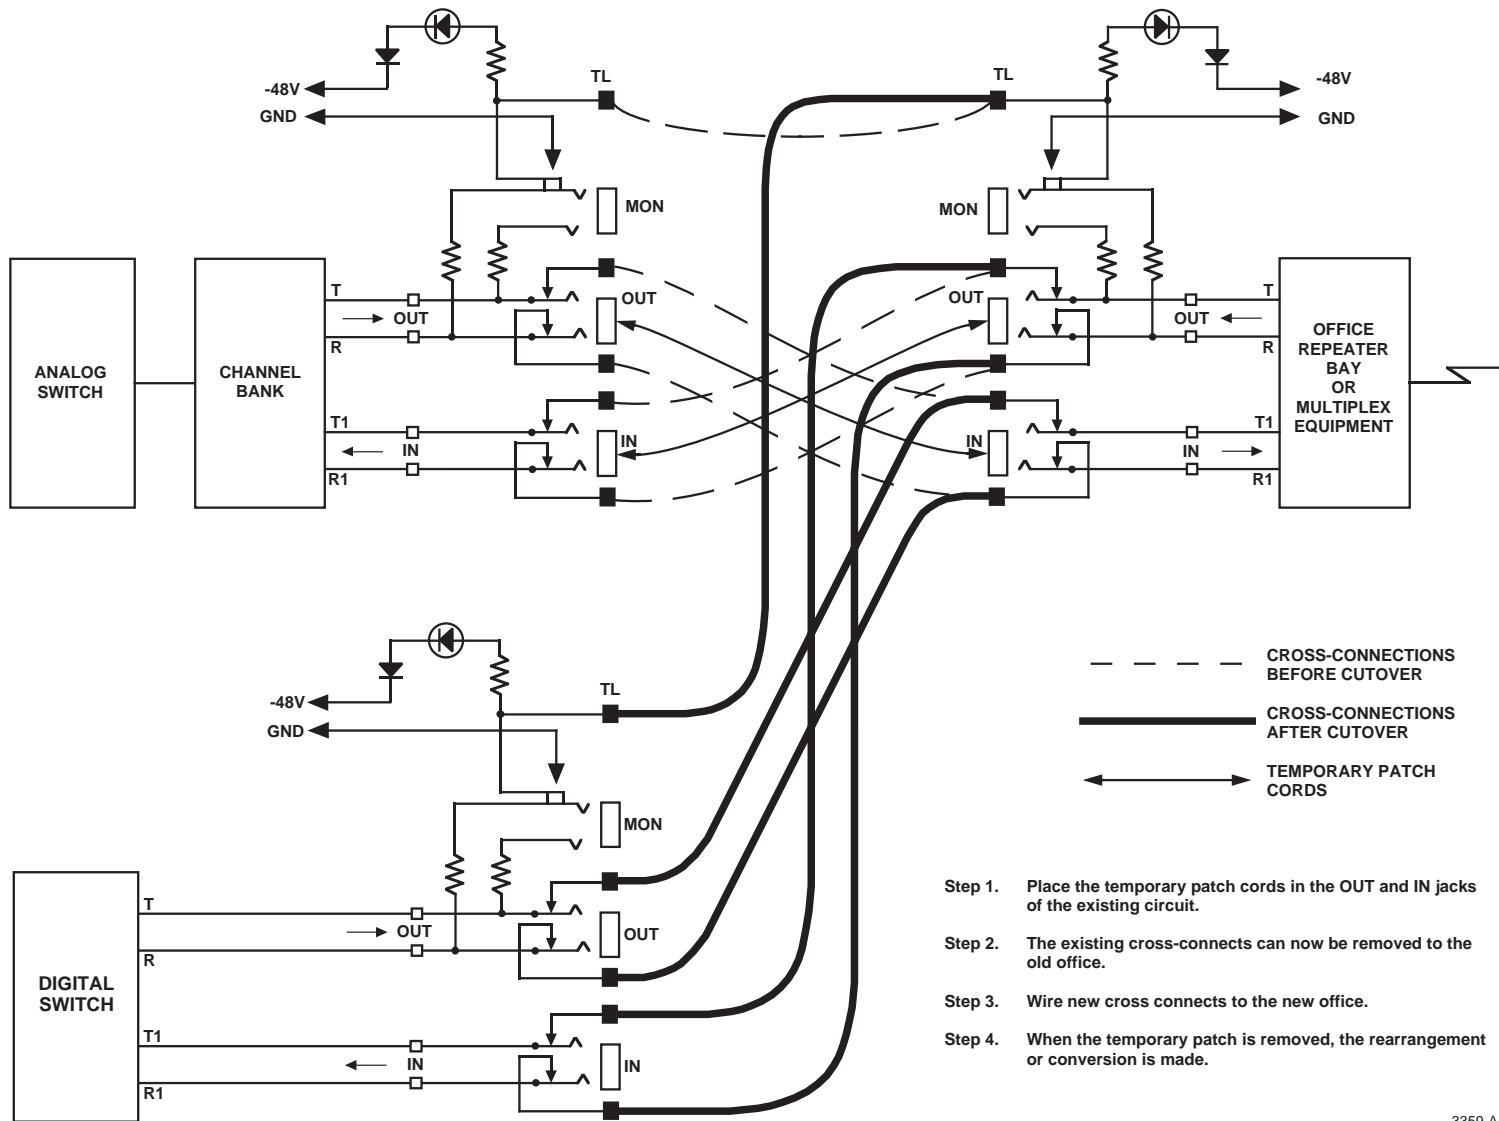 TL
TL
-48V
-48V
GND
GND
MON
MON
ANALOG
SWITCH
CHANNEL
BANK
T
OUT
R
OUT
T1
IN
R1
IN
OUT
T
OUT
R
IN
T1
IN
R1
OFFICE
REPEATER
BAY
OR
MULTIPLEX
EQUIPMENT
TL
-48V
GND
MON
DIGITAL
SWITCH
T
OUT
R
OUT
T1
IN
R1
IN
CROSS-CONNECTIONS
BEFORE CUTOVER
CROSS-CONNECTIONS
AFTER CUTOVER
TEMPORARY PATCH
CORDS
Step 1. Place the temporary patch cords in the OUT and IN jacks
of the existing circuit.
Step 2. The existing cross-connects can now be removed to the
old office.
Step 3. Wire new cross connects to the new office.
Step 4. When the temporary patch is removed, the rearrangement
or conversion is made.
3359-A